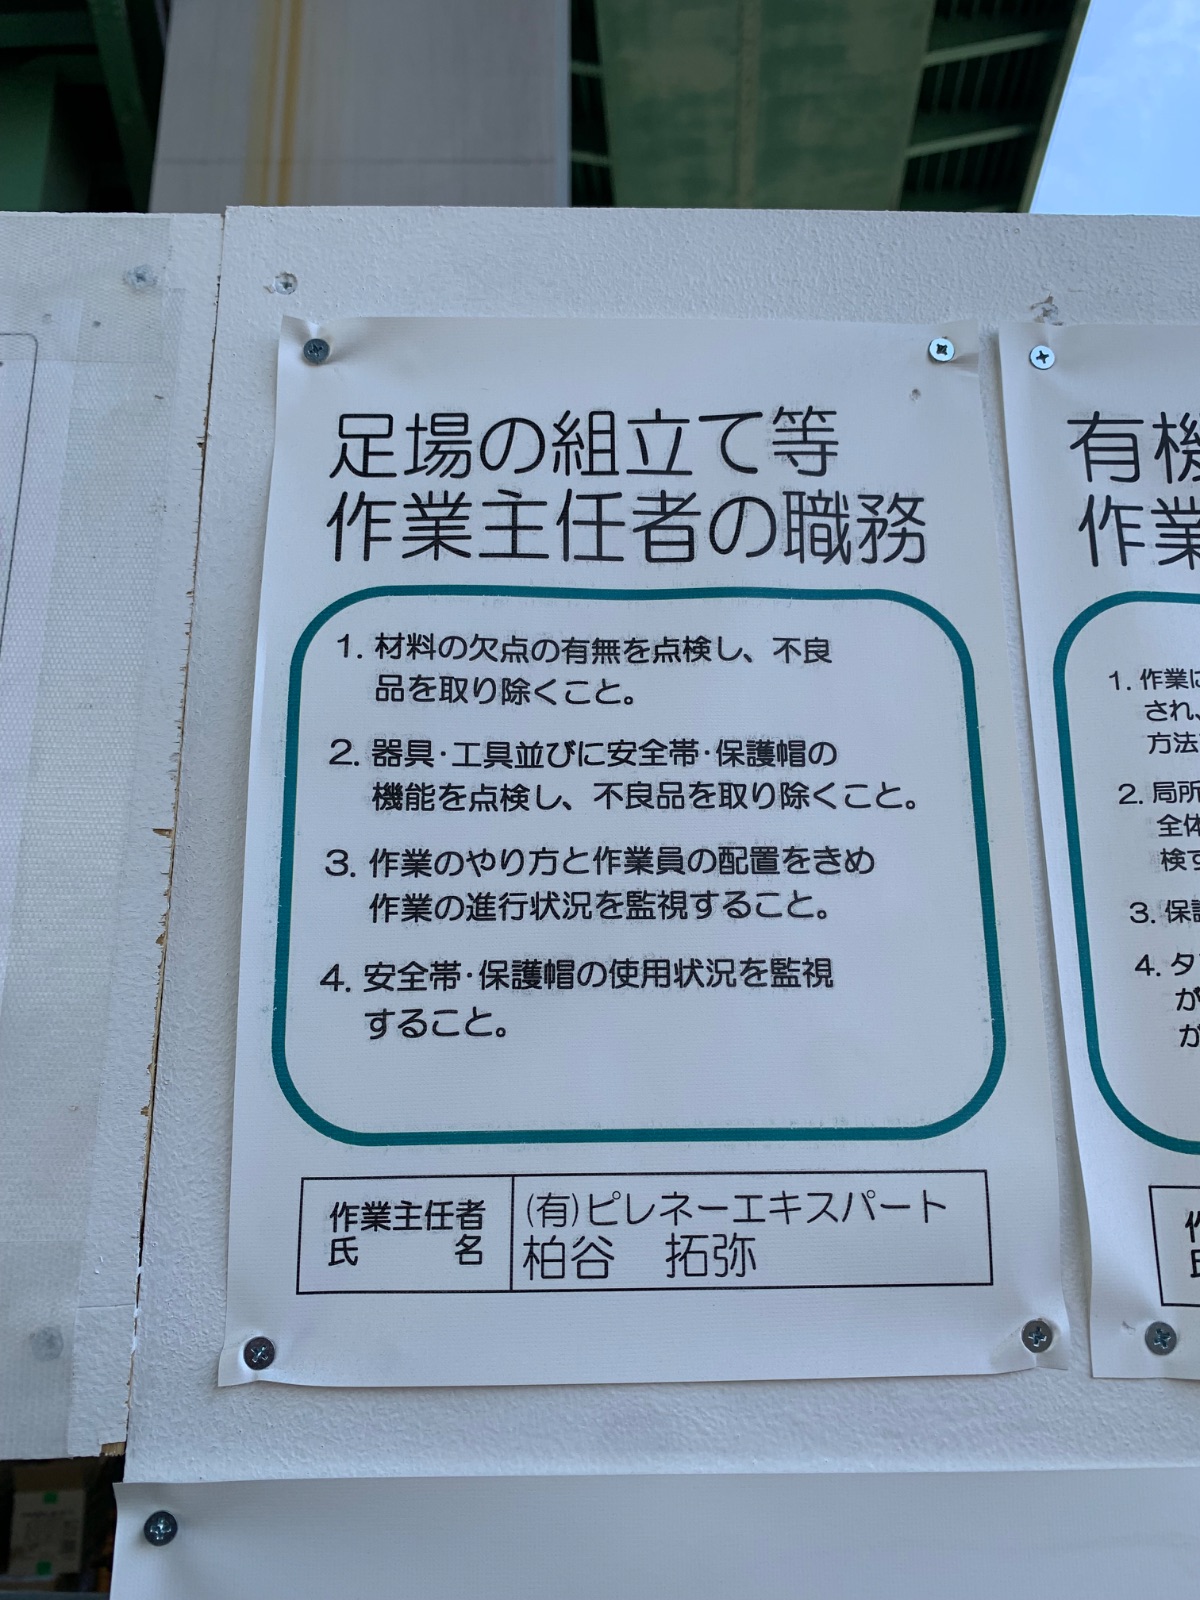 足場の組立て等
作業主任者の職務
1. 材料の欠点の有無を点検し、不良
品を取り除くこと。
2. 器具・工具並びに安全帯・保護帽の
機能を点検し、不良品を取り除くこと。
3. 作業のやり方と作業員の配置をきめ
作業の進行状況を監視すること。
4. 安全帯・保護帽の使用状況を監視
すること。
作業主任者
氏 名
(有)ピレネーエキスパート
柏谷 拓弥
有機
作業
1. 作業に
され、
方法
2. 局所
全体
検す
3. 保護
4. タ
が
が